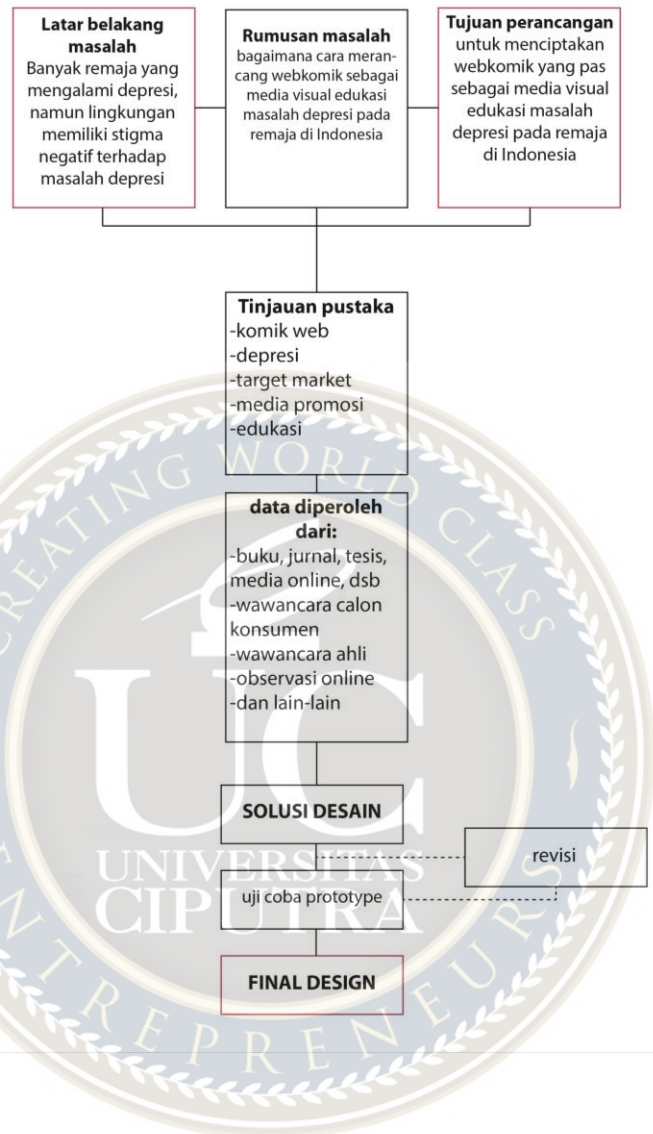 Latar belakang
masalah
Banyak remaja yang
mengalami depresi,
namun lingkungan
memiliki stigma
negatif terhadap
masalah depresi
Rumusan masalah
bagaimana cara meran-
cang webkomik sebagai
media visual edukasi
masalah depresi pada
remaja di Indonesia
Tujuan perancangan
untuk menciptakan
webkomik yang pas
sebagai media visual
edukasi masalah
depresi pada remaja
di Indonesia
Tinjauan pustaka
-komik web
-depresi
-target market
-media promosi
-edukasi
data diperoleh
dari:
-buku, jurnal, tesis,
media online, dsb
-wawancara calon
konsumen
-wawancara ahli
-observasi online
-dan lain-lain
SOLUSI DESAIN
revisi
uji coba prototype
FINAL DESIGN
CREATING WORLD CLASS
UC
UNIVERSITAS
CIPUTRA
ENTREPRENEURS